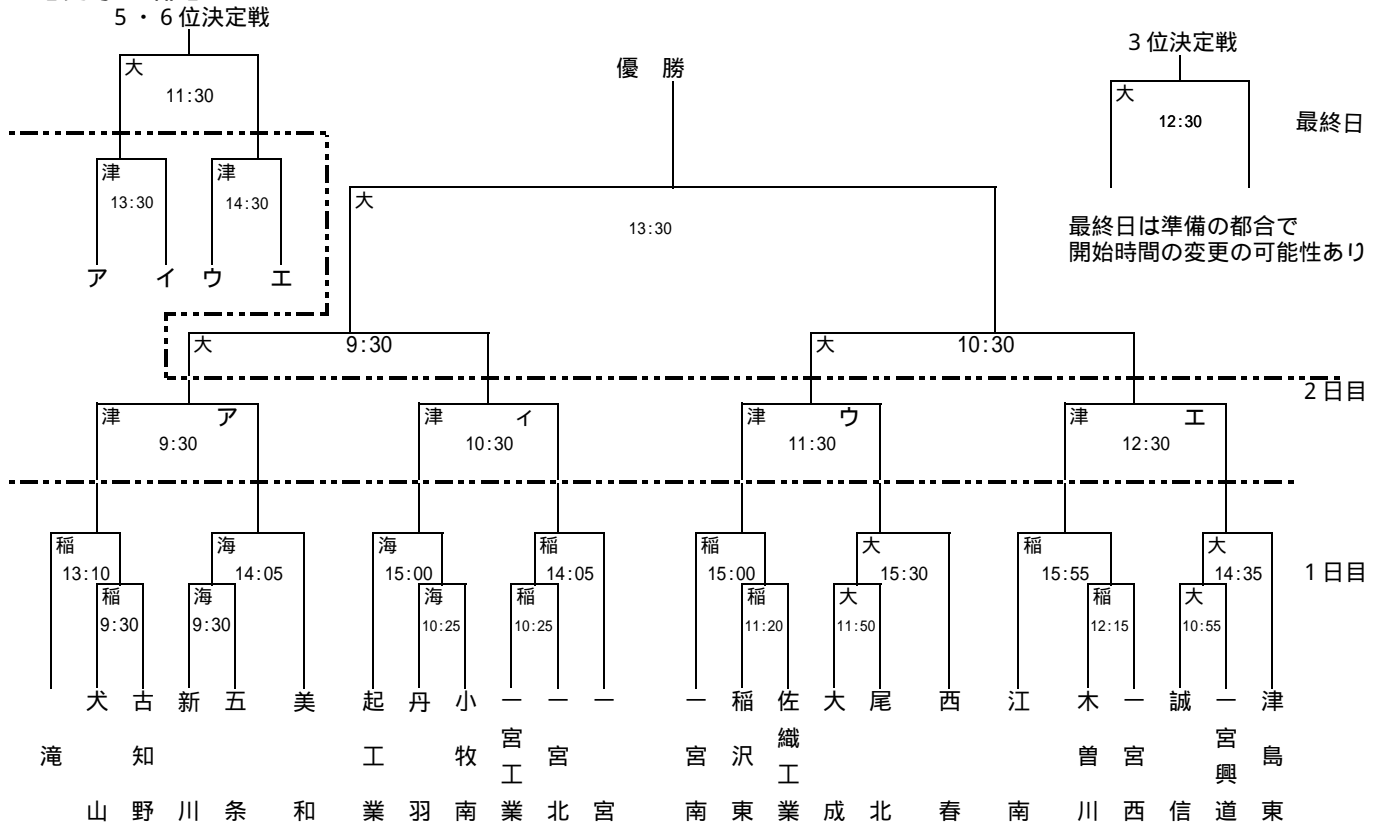 5・6位決定戦
3位決定戦
優 勝
大
11:30
大
12:30
最終日
津
13:30
津
14:30
大
13:30
最終日は準備の都合で
開始時間の変更の可能性あり
ア イ ウ エ
大 9:30
大 10:30
2日目
津 ア
9:30
津 イ
10:30
津 ウ
11:30
津 エ
12:30
稲
13:10
海
14:05
海
15:00
稲
14:05
稲
15:00
大
15:30
稲
15:55
大
14:35
1日目
稲
9:30
海
9:30
海
10:25
稲
10:25
稲
11:20
大
11:50
稲
12:15
大
10:55
滝
犬山
古知野
新川
五条
美和
起工業
丹羽
小牧南
一宮工業
一宮北
一宮
一宮南
稲沢東
佐織工業
大成
尾北
西春
江南
木曽川
一宮西
誠信
一宮興道
津島東